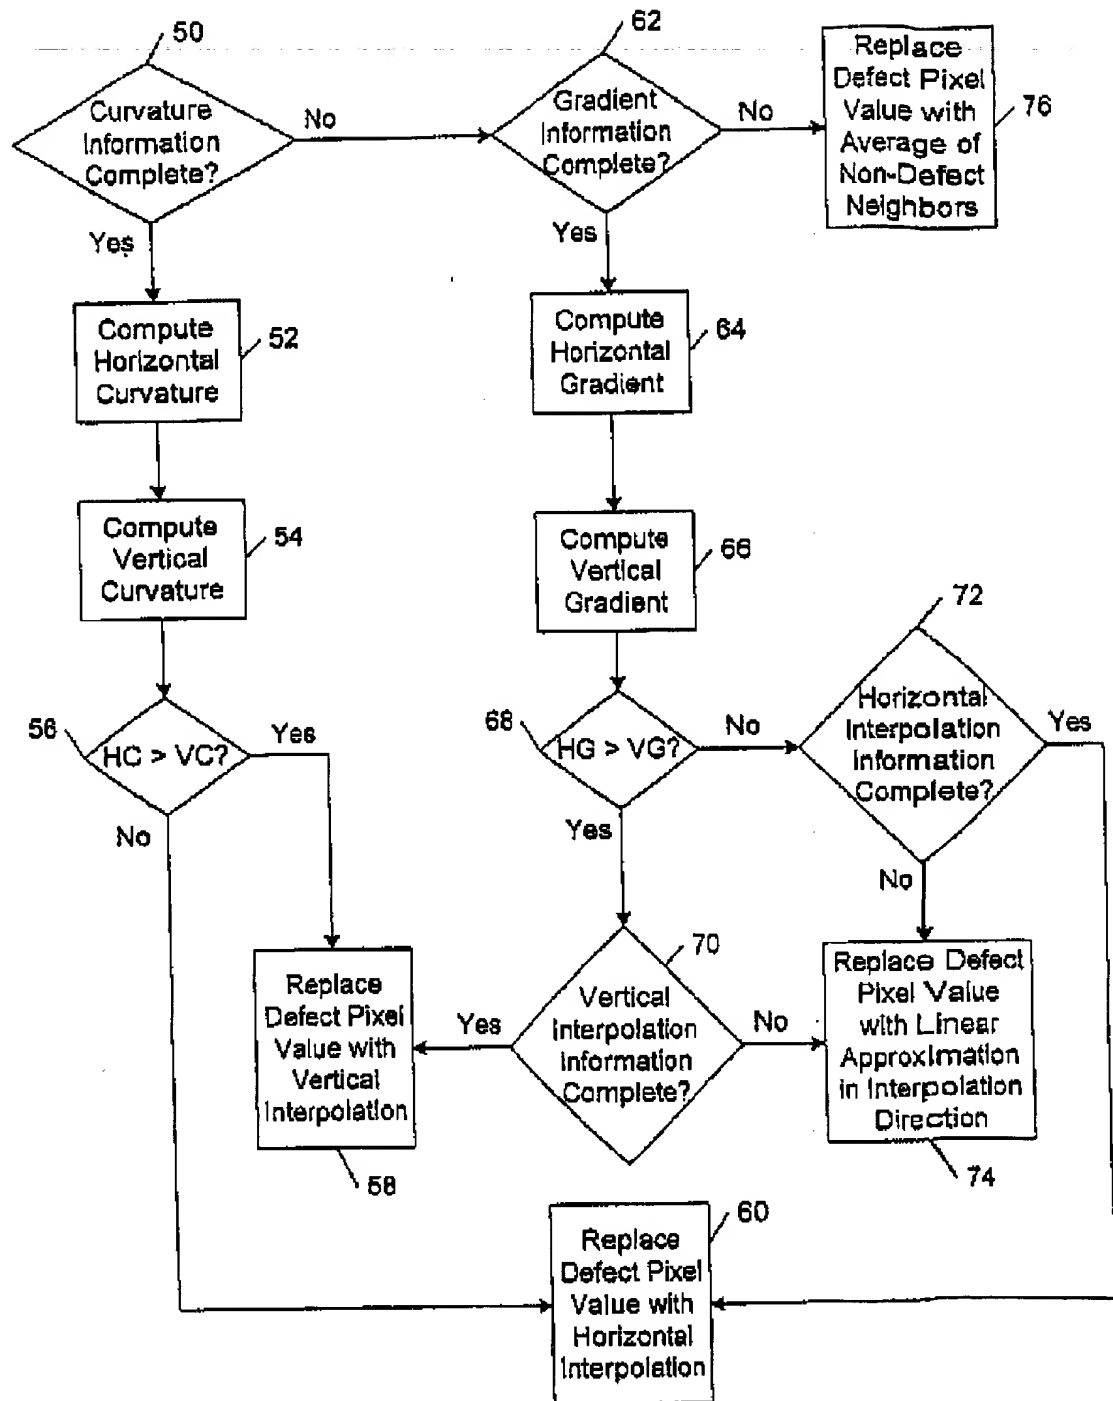 50
Curvature
Information
Complete?
No
Yes
62
Gradient
Information
Complete?
No
Yes
Replace
Defect Pixel
Value with
Average of
Non-Defect
Neighbors
76
Compute
Horizontal
Curvature
52
Compute
Horizontal
Gradient
64
Compute
Vertical
Curvature
54
Compute
Vertical
Gradient
66
56
HC > VC?
Yes
No
68
HG > VG?
No
Yes
72
Horizontal
Interpolation
Information
Complete?
Yes
No
Replace
Defect Pixel
Value with
Vertical
Interpolation
58
70
Vertical
Interpolation
Information
Complete?
Yes
No
Replace Defect
Pixel Value
with Linear
Approximation
in Interpolation
Direction
74
60
Replace
Defect Pixel
Value with
Horizontal
Interpolation